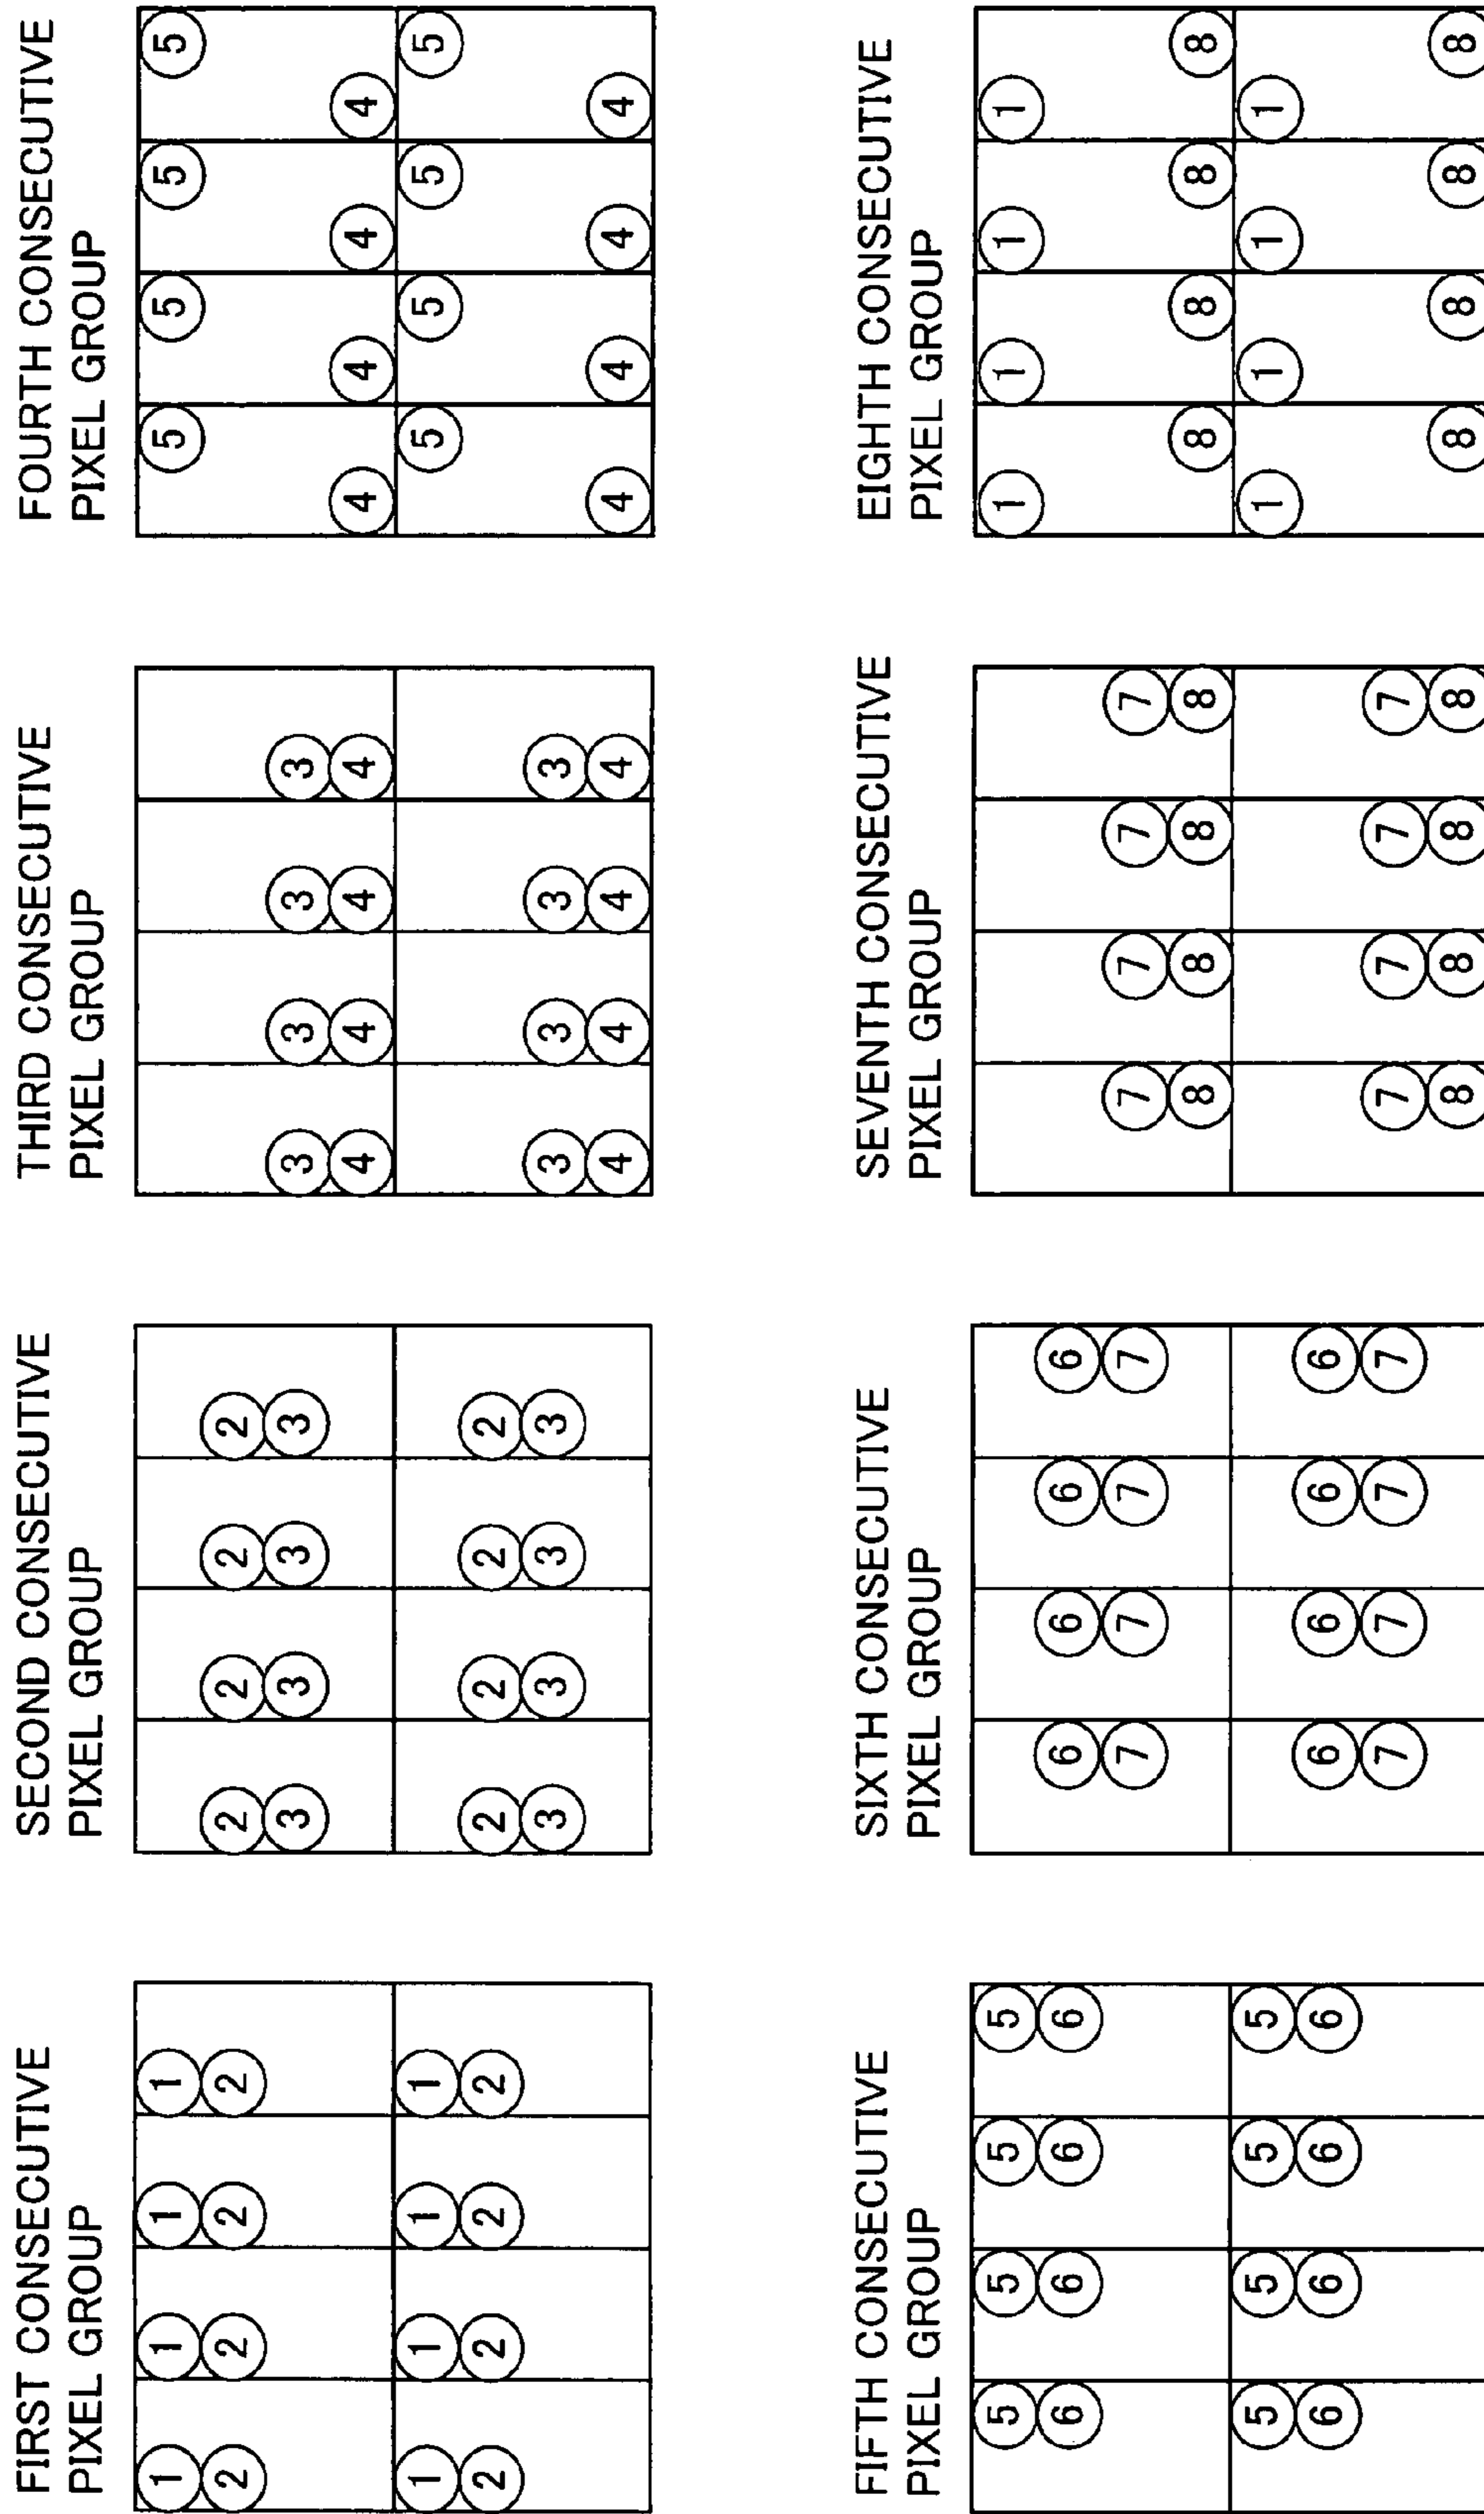 FIRST CONSECUTIVE
PIXEL GROUP
1 1 1 1
2 2 2 2
1 1 1 1
2 2 2 2
SECOND CONSECUTIVE
PIXEL GROUP
2 2 2 2
3 3 3 3
2 2 2 2
3 3 3 3
THIRD CONSECUTIVE
PIXEL GROUP
3 3 3 3
4 4 4 4
3 3 3 3
4 4 4 4
FOURTH CONSECUTIVE
PIXEL GROUP
5 5 5 5
4 4 4 4
5 5 5 5
4 4 4 4
FIFTH CONSECUTIVE
PIXEL GROUP
5 5 5 5
6 6 6 6
5 5 5 5
6 6 6 6
SIXTH CONSECUTIVE
PIXEL GROUP
6 6 6 6
7 7 7 7
6 6 6 6
7 7 7 7
SEVENTH CONSECUTIVE
PIXEL GROUP
7 7 7 7
8 8 8 8
7 7 7 7
8 8 8 8
EIGHTH CONSECUTIVE
PIXEL GROUP
1 1 1 1
8 8 8 8
1 1 1 1
8 8 8 8